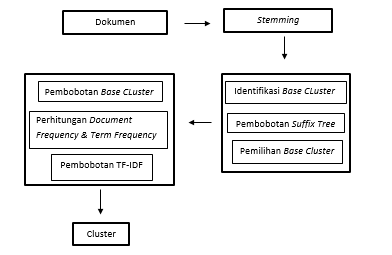 Dokumen
Stemming
Identifikasi Base CLuster
Pembobotan Suffix Tree
Pemilihan Base Cluster
Pembobotan Base CLuster
Perhitungan Document
Frequency & Term Frequency
Pembobotan TF-IDF
Cluster